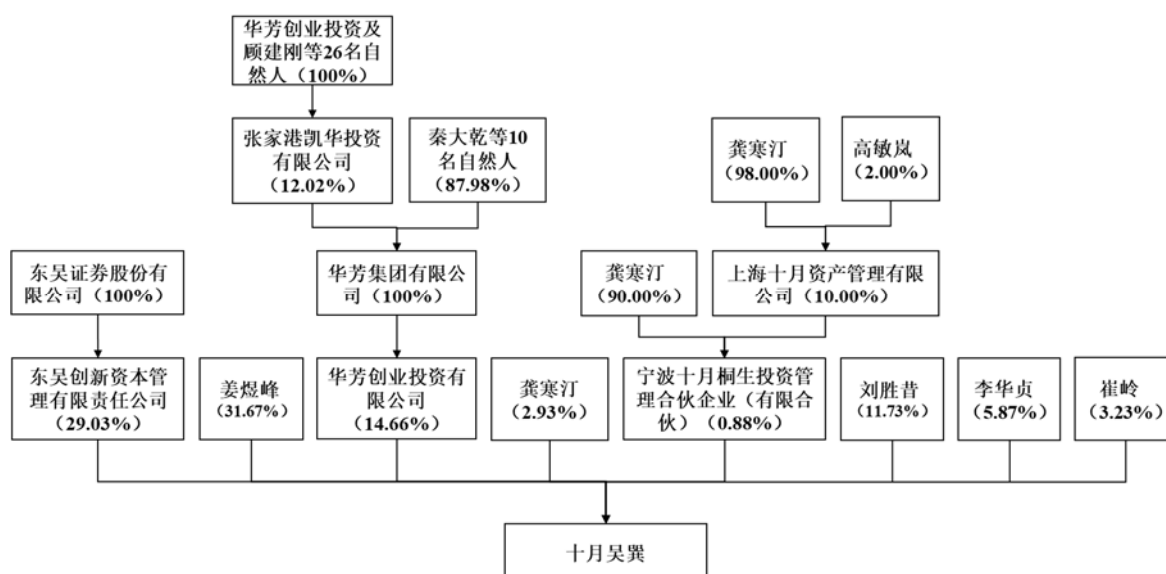 华芳创业投资及
顾建刚等26名自
然人（100%）
张家港凯华投资
有限公司
（12.02%）
秦大乾等10
名自然人
（87.98%）
龚寒汀
（98.00%）
高敏岚
（2.00%）
东吴证券股份有
限公司（100%）
华芳集团有限公
司（100%）
龚寒汀
（90.00%）
上海十月资产管理有限
公司（10.00%）
东吴创新资本管
理有限责任公司
（29.03%）
姜煜峰
（31.67%）
华芳创业投资有
限公司
（14.66%）
龚寒汀
（2.93%）
宁波十月桐生投资管
理合伙企业（有限合
伙）（0.88%）
刘胜昔
（11.73%）
李华贞
（5.87%）
崔岭
（3.23%）
十月吴巽